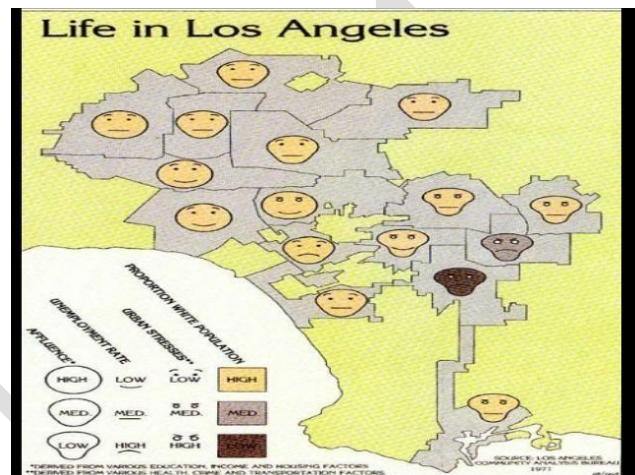 Life in Los Angeles
AFFLUENCE*
UNEMPLOYMENT RATE
URBAN STRESSES**
PROPORTION WHITE POPULATION
HIGH LOW LOW HIGH
MED. MED. MED. MED.
LOW HIGH HIGH LOW
*DERIVED FROM VARIOUS EDUCATION, INCOME AND HOUSING FACTORS
**DERIVED FROM VARIOUS HEALTH, CRIME AND TRANSPORTATION FACTORS
SOURCE: LOS ANGELES
COMMUNITY ANALYSIS BUREAU
1971